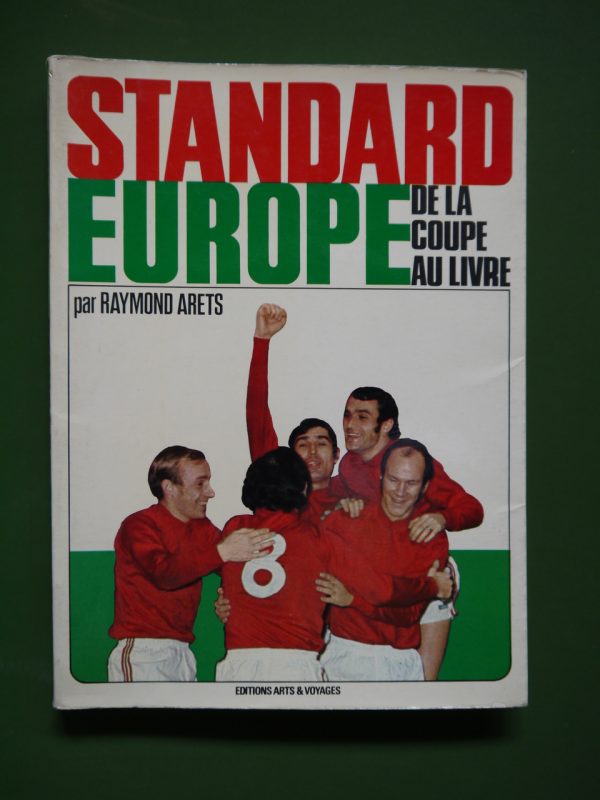 STANDARD
EUROPE
DE LA
COUPE
AU LIVRE
par RAYMOND ARETS
8
EDITIONS ARTS & VOYAGES